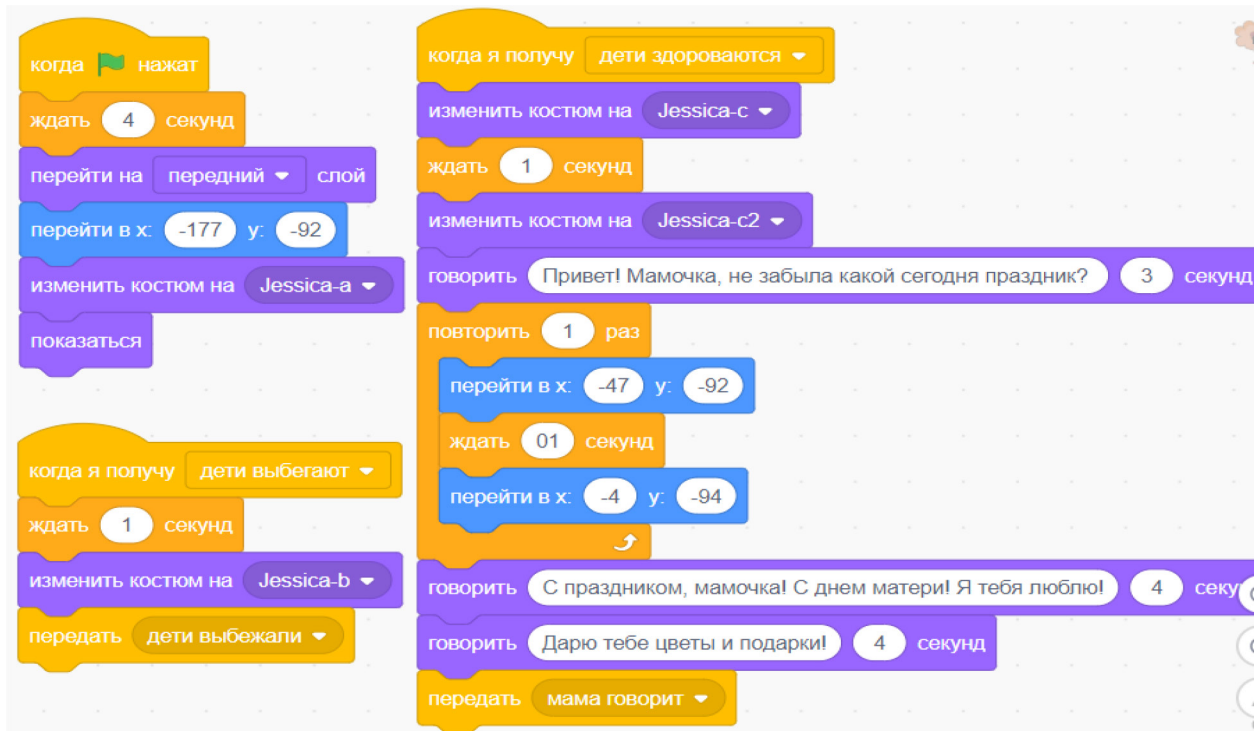 когда нажат
ждать 4 секунд
перейти на передний слой
перейти в x: -177 y: -92
изменить костюм на Jessica-a
показаться
когда я получу дети выбегают
ждать 1 секунд
изменить костюм на Jessica-b
передать дети выбежали
когда я получу дети здороваются
изменить костюм на Jessica-c
ждать 1 секунд
изменить костюм на Jessica-c2
говорить Привет! Мамочка, не забыла какой сегодня праздник? 3 секунд
повторить 1 раз
перейти в x: -47 y: -92
ждать 01 секунд
перейти в x: -4 y: -94
говорить С праздником, мамочка! С днем матери! Я тебя люблю! 4 секу
говорить Дарю тебе цветы и подарки! 4 секунд
передать мама говорит